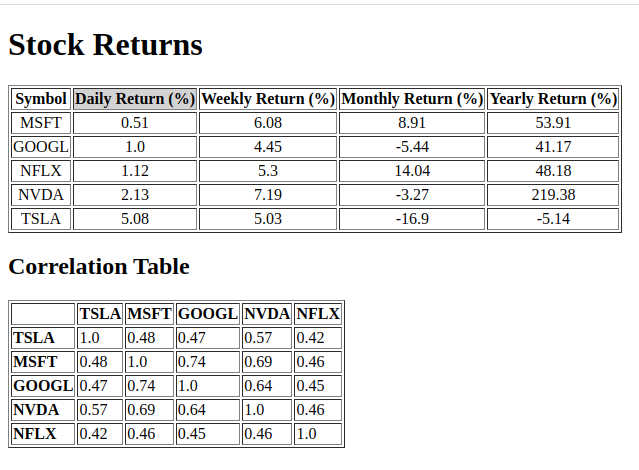 Stock Returns
Symbol Daily Return (%) Weekly Return (%) Monthly Return (%) Yearly Return (%)
MSFT 0.51 6.08 8.91 53.91
GOOGL 1.0 4.45 -5.44 41.17
NFLX 1.12 5.3 14.04 48.18
NVDA 2.13 7.19 -3.27 219.38
TSLA 5.08 5.03 -16.9 -5.14
Correlation Table
TSLA MSFT GOOGL NVDA NFLX
TSLA 1.0 0.48 0.47 0.57 0.42
MSFT 0.48 1.0 0.74 0.69 0.46
GOOGL 0.47 0.74 1.0 0.64 0.45
NVDA 0.57 0.69 0.64 1.0 0.46
NFLX 0.42 0.46 0.45 0.46 1.0